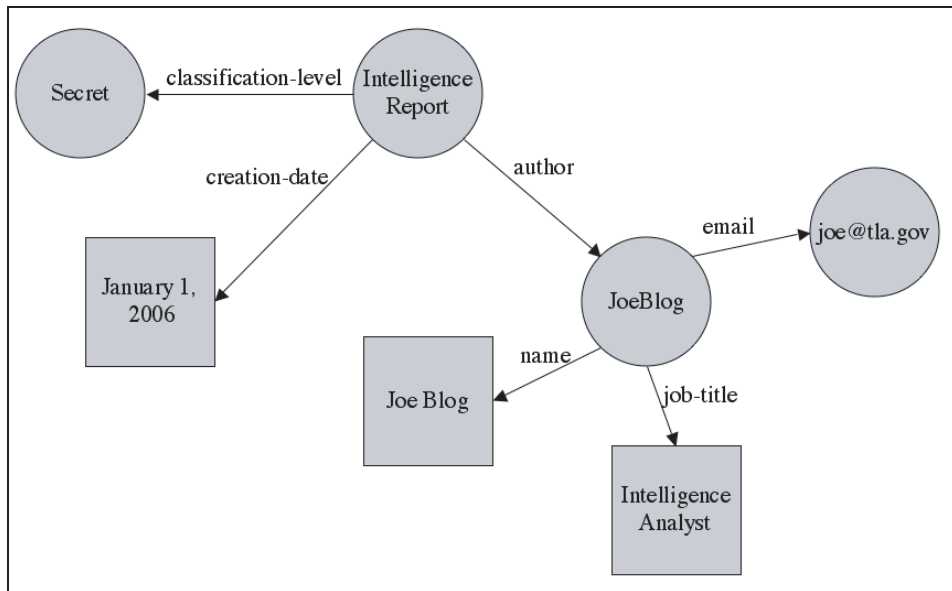 Secret
classification-level
Intelligence
Report
creation-date
author
January 1,
2006
email
joe@tla.gov
JoeBlog
name
Joe Blog
job-title
Intelligence
Analyst